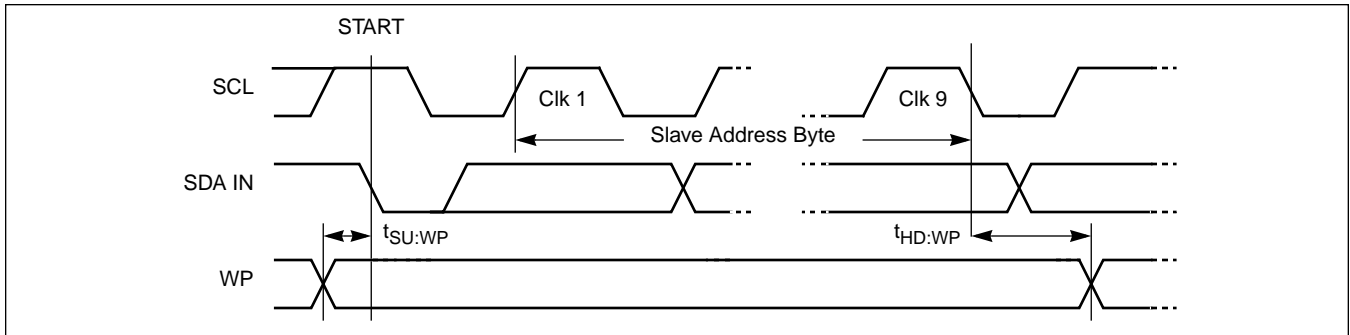 START
SCL
Clk 1
Clk 9
Slave Address Byte
SDA IN
tSU:WP
tHD:WP
WP